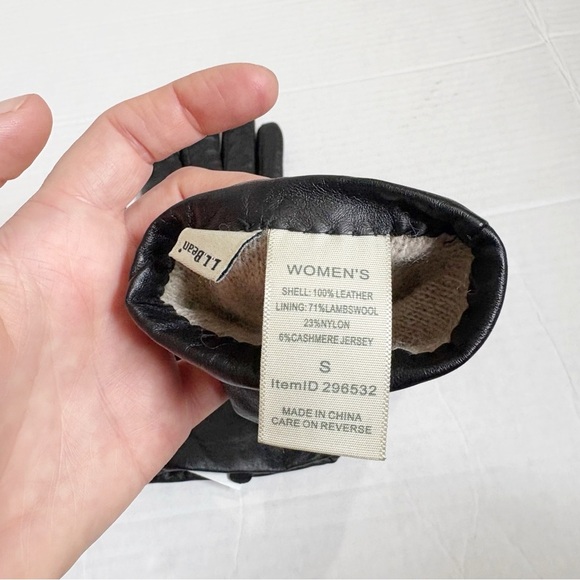 L.L.Bean®
WOMEN'S
SHELL: 100% LEATHER
LINING: 71%LAMBSWOOL
23%NYLON
6%CASHMERE JERSEY
S
ItemID 296532
MADE IN CHINA
CARE ON REVERSE